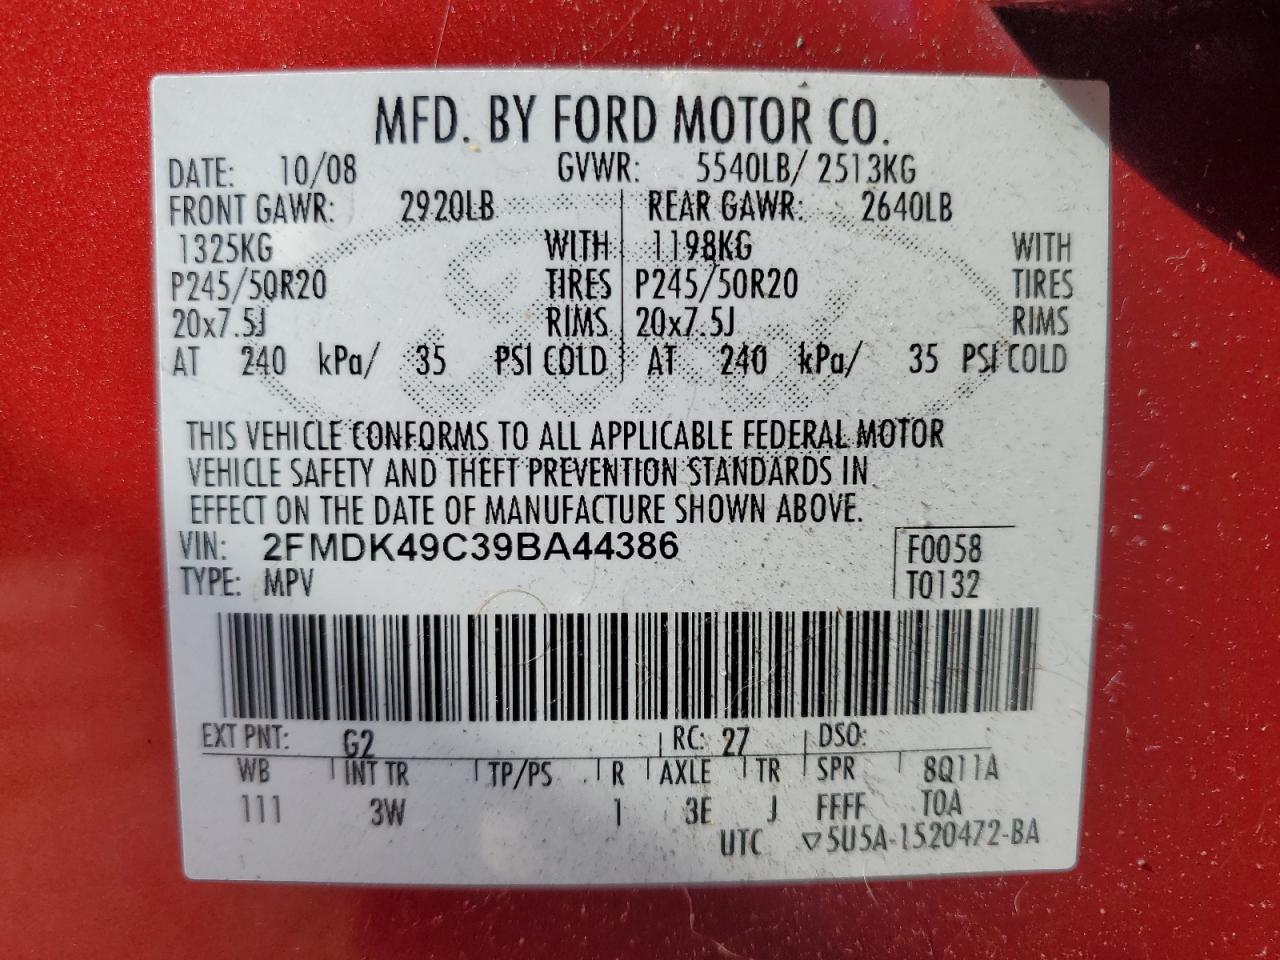 MFD. BY FORD MOTOR CO.
DATE: 10/08 GVWR: 5540LB/ 2513KG
FRONT GAWR: 2920LB REAR GAWR: 2640LB
1325KG WITH 1198KG WITH
P245/50R20 TIRES P245/50R20 TIRES
20x7.5J RIMS 20x7.5J RIMS
AT 240 kPa/ 35 PSI COLD AT 240 kPa/ 35 PSI COLD
THIS VEHICLE CONFORMS TO ALL APPLICABLE FEDERAL MOTOR
VEHICLE SAFETY AND THEFT PREVENTION STANDARDS IN
EFFECT ON THE DATE OF MANUFACTURE SHOWN ABOVE.
VIN: 2FMDK49C39BA44386 F0058
TYPE: MPV T0132
EXT PNT: G2 RC: 27 DSO:
WB INT TR TP/PS R AXLE TR SPR 8Q11A
111 3W 1 3E J FFFF TOA
UTC ▽5U5A-1520472-BA